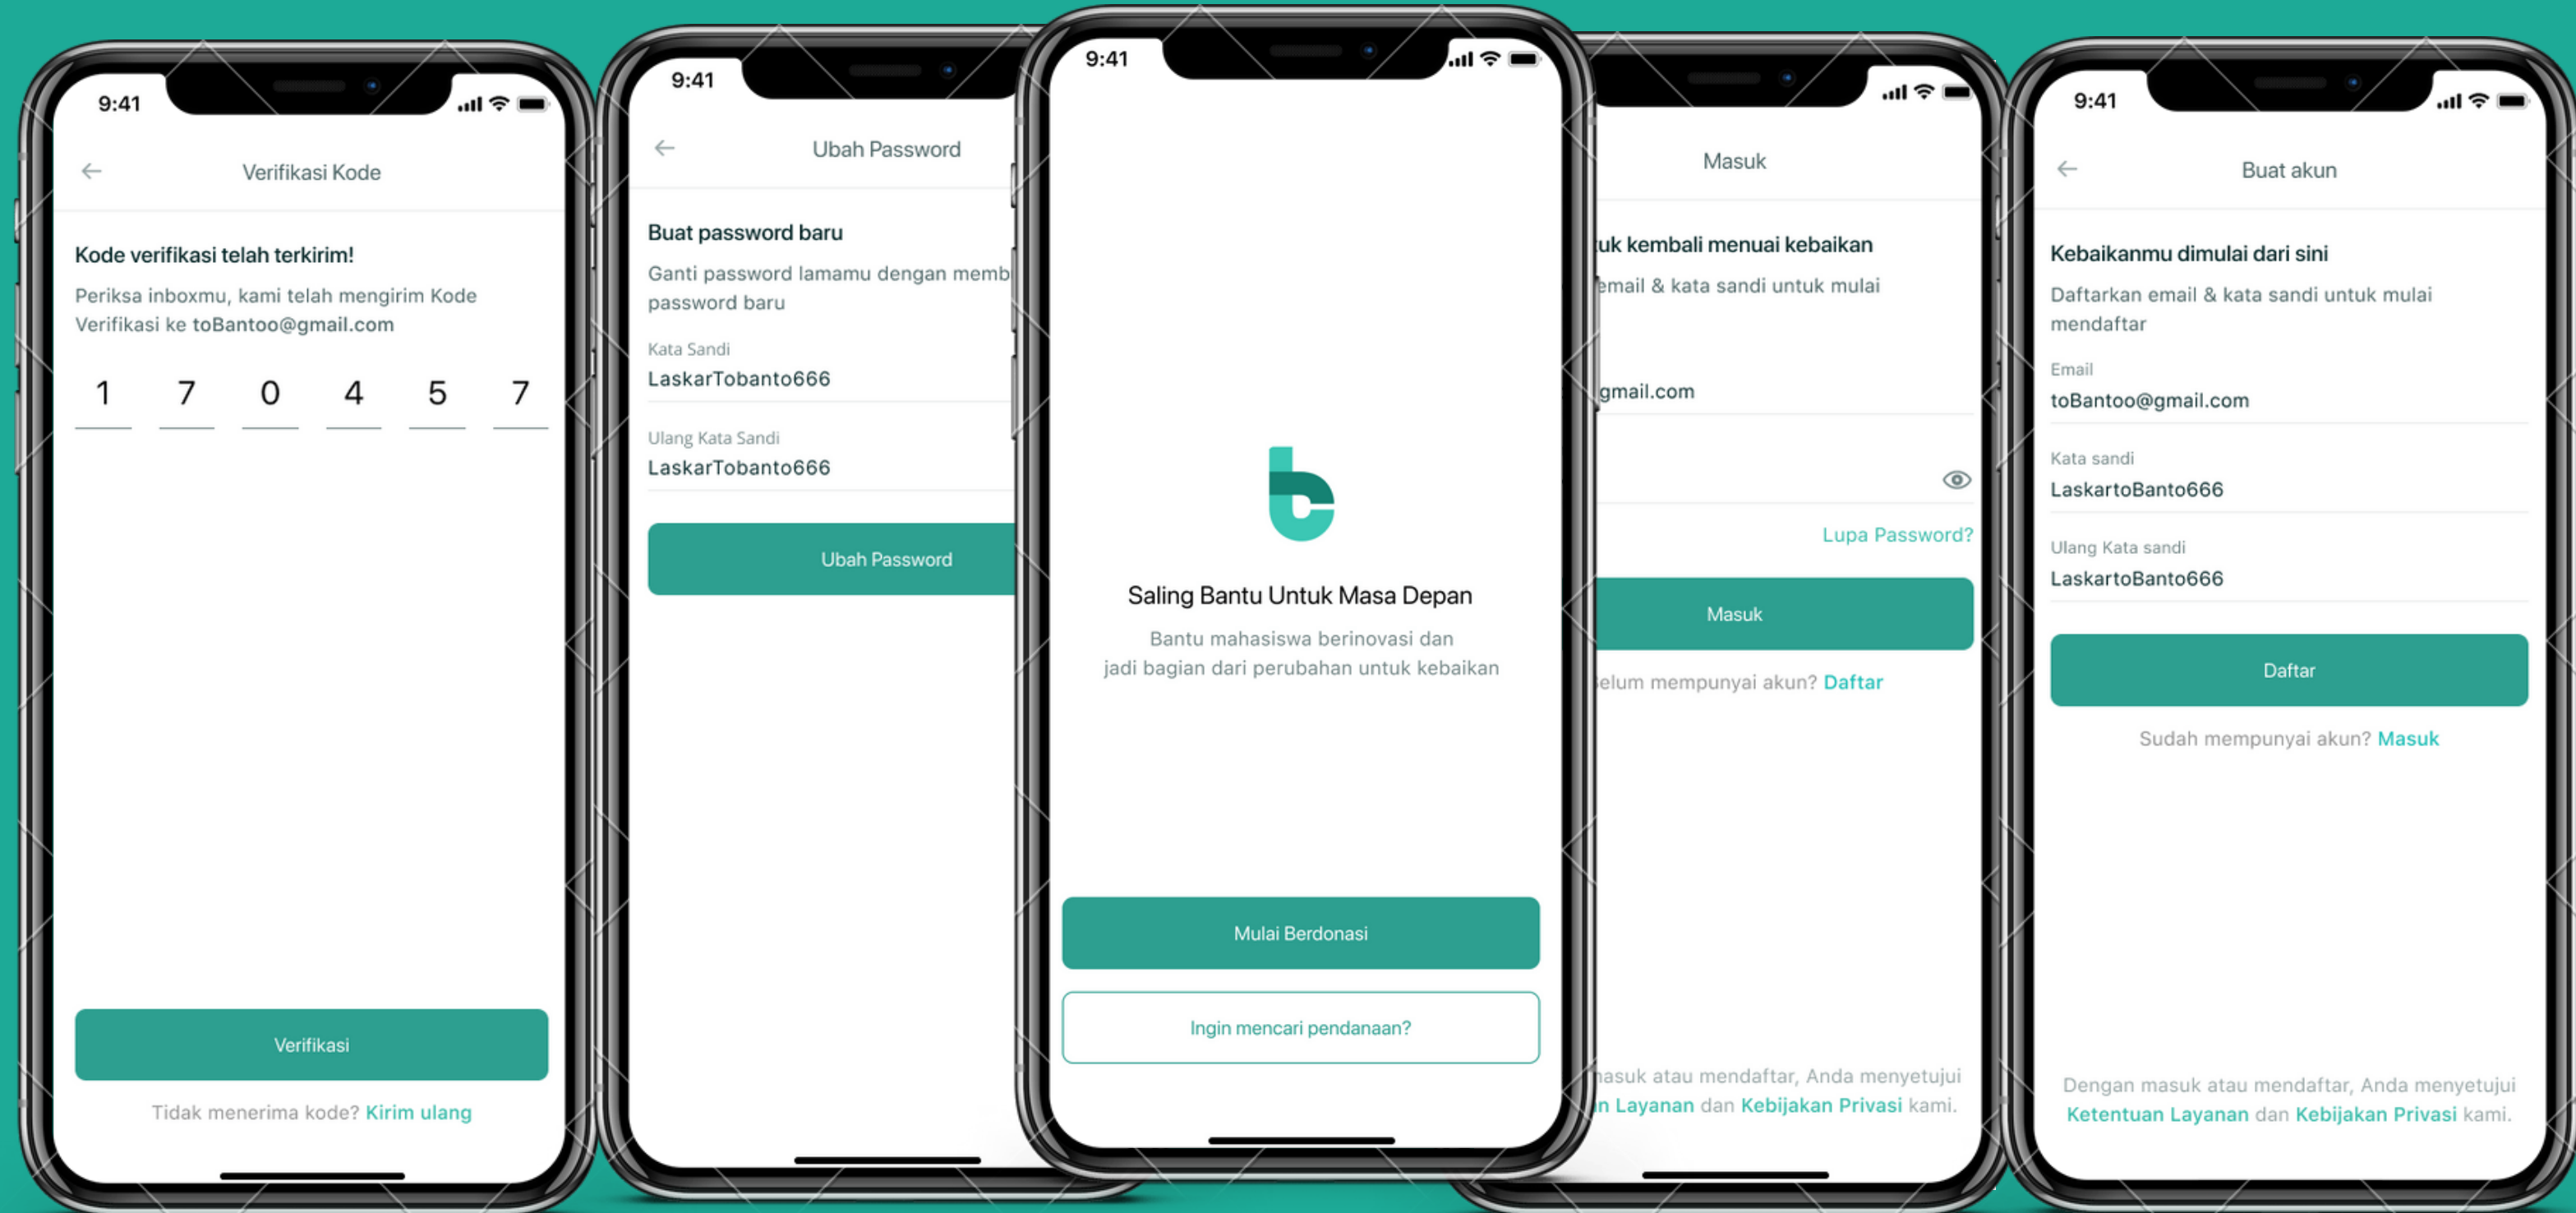 9:41
Verifikasi Kode
Kode verifikasi telah terkirim!
Periksa inboxmu, kami telah mengirim Kode
Verifikasi ke toBantoo@gmail.com
1 7 0 4 5 7
Verifikasi
Tidak menerima kode? Kirim ulang
9:41
Ubah Password
Buat password baru
Ganti password lamamu dengan
password baru
Kata Sandi
LaskarTobanto666
Ulang Kata Sandi
LaskarTobanto666
Ubah Password
9:41
Saling Bantu Untuk Masa Depan
Bantu mahasiswa berinovasi dan
jadi bagian dari perubahan untuk kebaikan
Mulai Berdonasi
Ingin mencari pendanaan?
Masuk
kembali menuai kebaikan
email & kata sandi untuk mulai
gmail.com
Lupa Password?
Masuk
mempunyai akun? Daftar
atau mendaftar, Anda menyetujui
Layanan dan Kebijakan Privasi kami.
9:41
Buat akun
Kebaikanmu dimulai dari sini
Daftarkan email & kata sandi untuk mulai
mendaftar
Email
toBantoo@gmail.com
Kata sandi
LaskartoBanto666
Ulang Kata sandi
LaskartoBanto666
Daftar
Sudah mempunyai akun? Masuk
Dengan masuk atau mendaftar, Anda menyetujui
Ketentuan Layanan dan Kebijakan Privasi kami.